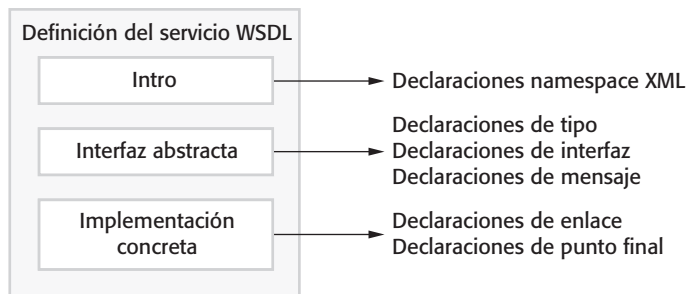 Definición del servicio WSDL
Intro
Declaraciones namespace XML
Interfaz abstracta
Declaraciones de tipo
Declaraciones de interfaz
Declaraciones de mensaje
Implementación
concreta
Declaraciones de enlace
Declaraciones de punto final